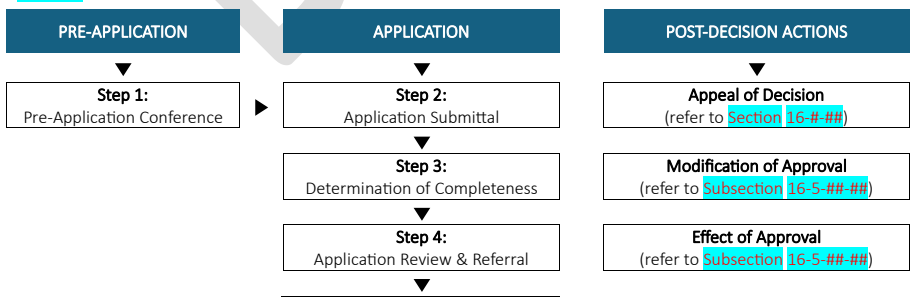 PRE-APPLICATION
Step 1:
Pre-Application Conference
APPLICATION
Step 2:
Application Submittal
Step 3:
Determination of Completeness
Step 4:
Application Review & Referral
POST-DECISION ACTIONS
Appeal of Decision
(refer to Section 16-#-##)
Modification of Approval
(refer to Subsection 16-5-##-##)
Effect of Approval
(refer to Subsection 16-5-##-##)